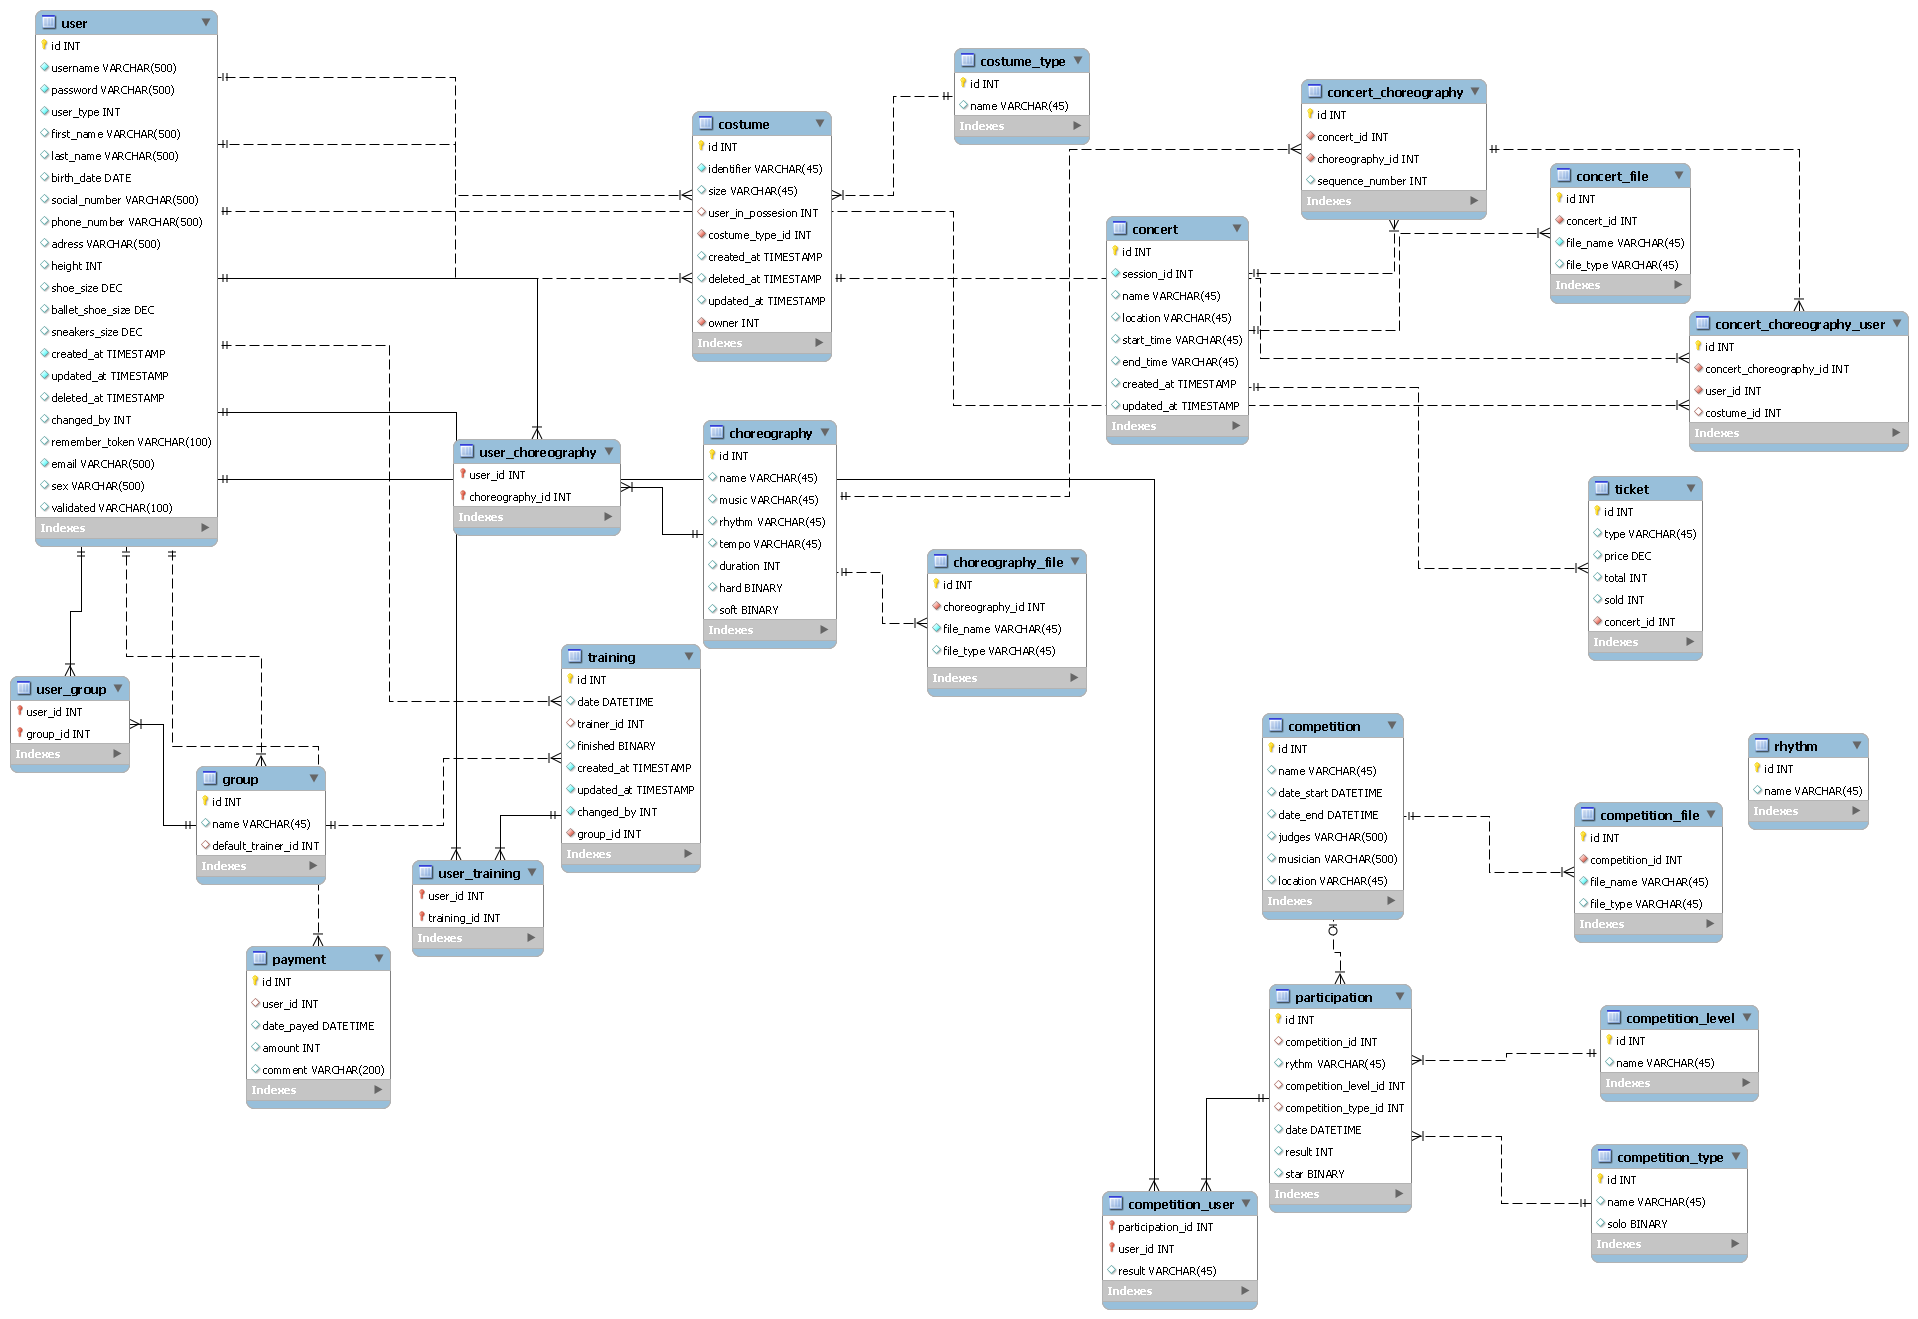 user
id INT
username VARCHAR(500)
password VARCHAR(500)
user_type INT
first_name VARCHAR(500)
last_name VARCHAR(500)
birth_date DATE
social_number VARCHAR(500)
phone_number VARCHAR(500)
adress VARCHAR(500)
height INT
shoe_size DEC
ballet_shoe_size DEC
sneakers_size DEC
created_at TIMESTAMP
updated_at TIMESTAMP
deleted_at TIMESTAMP
changed_by INT
remember_token VARCHAR(100)
email VARCHAR(500)
sex VARCHAR(500)
validated VARCHAR(100)
Indexes
costume_type
id INT
name VARCHAR(45)
Indexes
costume
id INT
identifier VARCHAR(45)
size VARCHAR(45)
user_in_possesion INT
costume_type_id INT
created_at TIMESTAMP
deleted_at TIMESTAMP
updated_at TIMESTAMP
owner INT
Indexes
concert_choreography
id INT
concert_id INT
choreography_id INT
sequence_number INT
Indexes
concert_file
id INT
concert_id INT
file_name VARCHAR(45)
file_type VARCHAR(45)
Indexes
concert
id INT
session_id INT
name VARCHAR(45)
location VARCHAR(45)
start_time VARCHAR(45)
end_time VARCHAR(45)
created_at TIMESTAMP
updated_at TIMESTAMP
Indexes
concert_choreography_user
id INT
concert_choreography_id INT
user_id INT
costume_id INT
Indexes
user_choreography
user_id INT
choreography_id INT
Indexes
choreography
id INT
name VARCHAR(45)
music VARCHAR(45)
rhythm VARCHAR(45)
tempo VARCHAR(45)
duration INT
hard BINARY
soft BINARY
Indexes
ticket
id INT
type VARCHAR(45)
price DEC
total INT
sold INT
concert_id INT
Indexes
choreography_file
id INT
choreography_id INT
file_name VARCHAR(45)
file_type VARCHAR(45)
Indexes
training
id INT
date DATETIME
trainer_id INT
finished BINARY
created_at TIMESTAMP
updated_at TIMESTAMP
changed_by INT
group_id INT
Indexes
user_group
user_id INT
group_id INT
Indexes
group
id INT
name VARCHAR(45)
default_trainer_id INT
Indexes
user_training
user_id INT
training_id INT
Indexes
payment
id INT
user_id INT
date_payed DATETIME
amount INT
comment VARCHAR(200)
Indexes
competition
id INT
name VARCHAR(45)
date_start DATETIME
date_end DATETIME
judges VARCHAR(500)
musician VARCHAR(500)
location VARCHAR(45)
Indexes
rhythm
id INT
name VARCHAR(45)
Indexes
competition_file
id INT
competition_id INT
file_name VARCHAR(45)
file_type VARCHAR(45)
Indexes
participation
id INT
competition_id INT
rythm VARCHAR(45)
competition_level_id INT
competition_type_id INT
date DATETIME
result INT
star BINARY
Indexes
competition_level
id INT
name VARCHAR(45)
Indexes
competition_type
id INT
name VARCHAR(45)
solo BINARY
Indexes
competition_user
participation_id INT
user_id INT
result VARCHAR(45)
Indexes